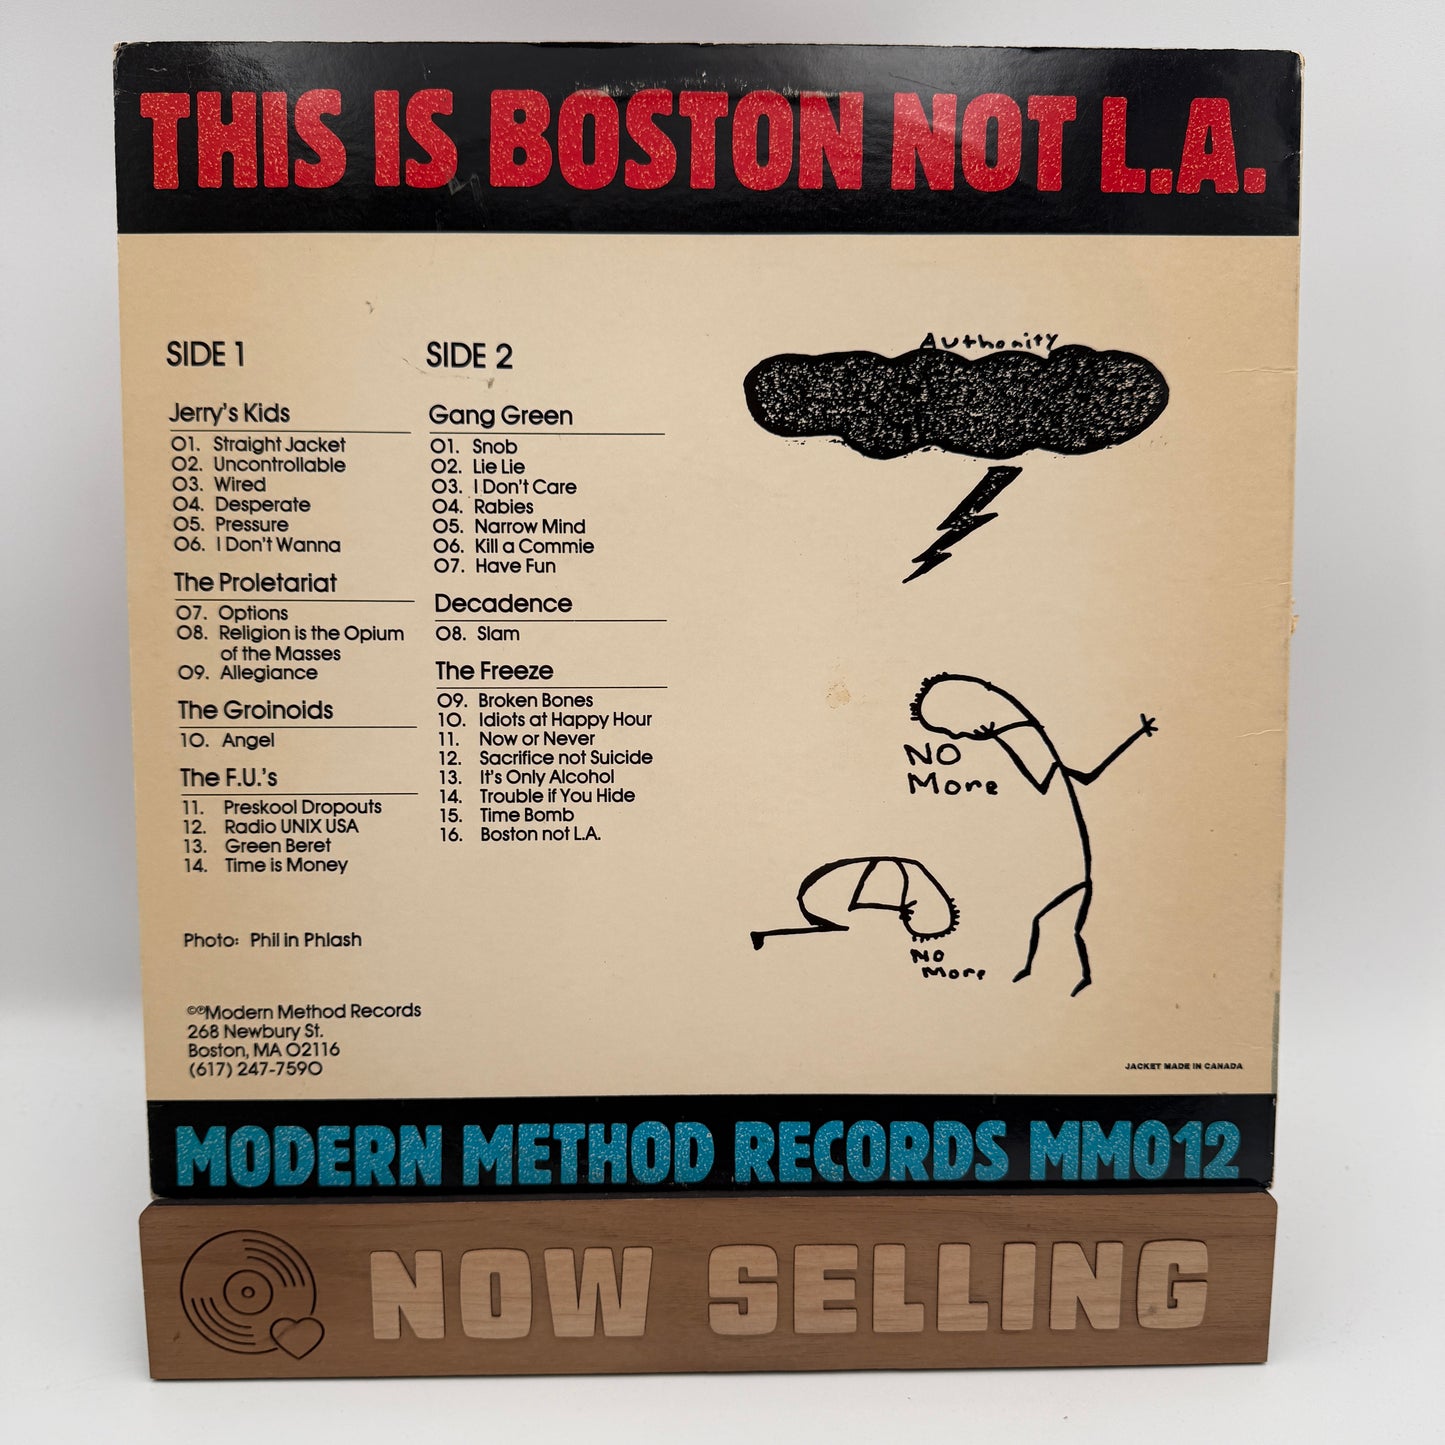 THIS IS BOSTON NOT L.A.
SIDE 1
Jerry's Kids
01. Straight Jacket
02. Uncontrollable
03. Wired
04. Desperate
05. Pressure
06. I Don't Wanna
The Proletariat
07. Options
08. Religion is the Opium
of the Masses
09. Allegiance
The Groinoids
10. Angel
The F.U.'s
11. Preskool Dropouts
12. Radio UNIX USA
13. Green Beret
14. Time is Money
SIDE 2
Gang Green
01. Snob
02. Lie Lie
03. I Don't Care
04. Rabies
05. Narrow Mind
06. Kill a Commie
07. Have Fun
Decadence
08. Slam
The Freeze
09. Broken Bones
10. Idiots at Happy Hour
11. Now or Never
12. Sacrifice not Suicide
13. It's Only Alcohol
14. Trouble if You Hide
15. Time Bomb
16. Boston not L.A.
Authority
NO
More
NO
More
Photo: Phil in Phlash
©℗Modern Method Records
268 Newbury St.
Boston, MA 02116
(617) 247-7590
JACKET MADE IN CANADA
MODERN METHOD RECORDS MM012
NOW SELLING